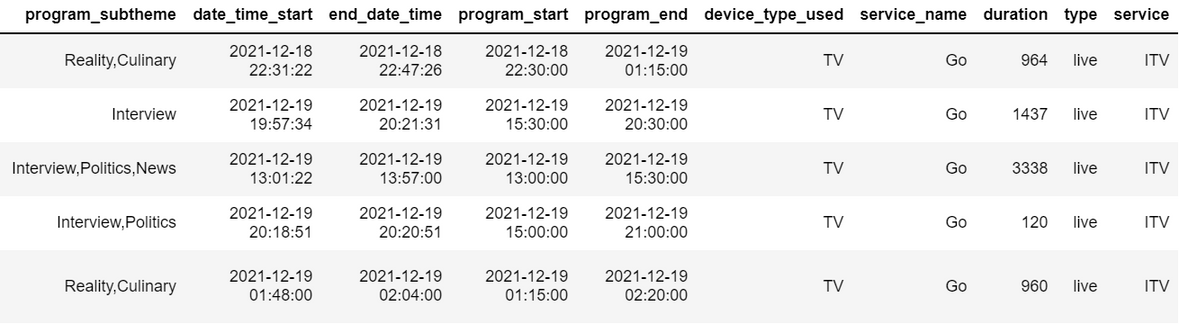 program_subtheme date_time_start end_date_time program_start program_end device_type_used service_name duration type service
Reality,Culinary 2021-12-18 22:31:22 2021-12-18 22:47:26 2021-12-18 22:30:00 2021-12-19 01:15:00 TV Go 964 live ITV
Interview 2021-12-19 19:57:34 2021-12-19 20:21:31 2021-12-19 15:30:00 2021-12-19 20:30:00 TV Go 1437 live ITV
Interview,Politics,News 2021-12-19 13:01:22 2021-12-19 13:57:00 2021-12-19 13:00:00 2021-12-19 15:30:00 TV Go 3338 live ITV
Interview,Politics 2021-12-19 20:18:51 2021-12-19 20:20:51 2021-12-19 15:00:00 2021-12-19 21:00:00 TV Go 120 live ITV
Reality,Culinary 2021-12-19 01:48:00 2021-12-19 02:04:00 2021-12-19 01:15:00 2021-12-19 02:20:00 TV Go 960 live ITV